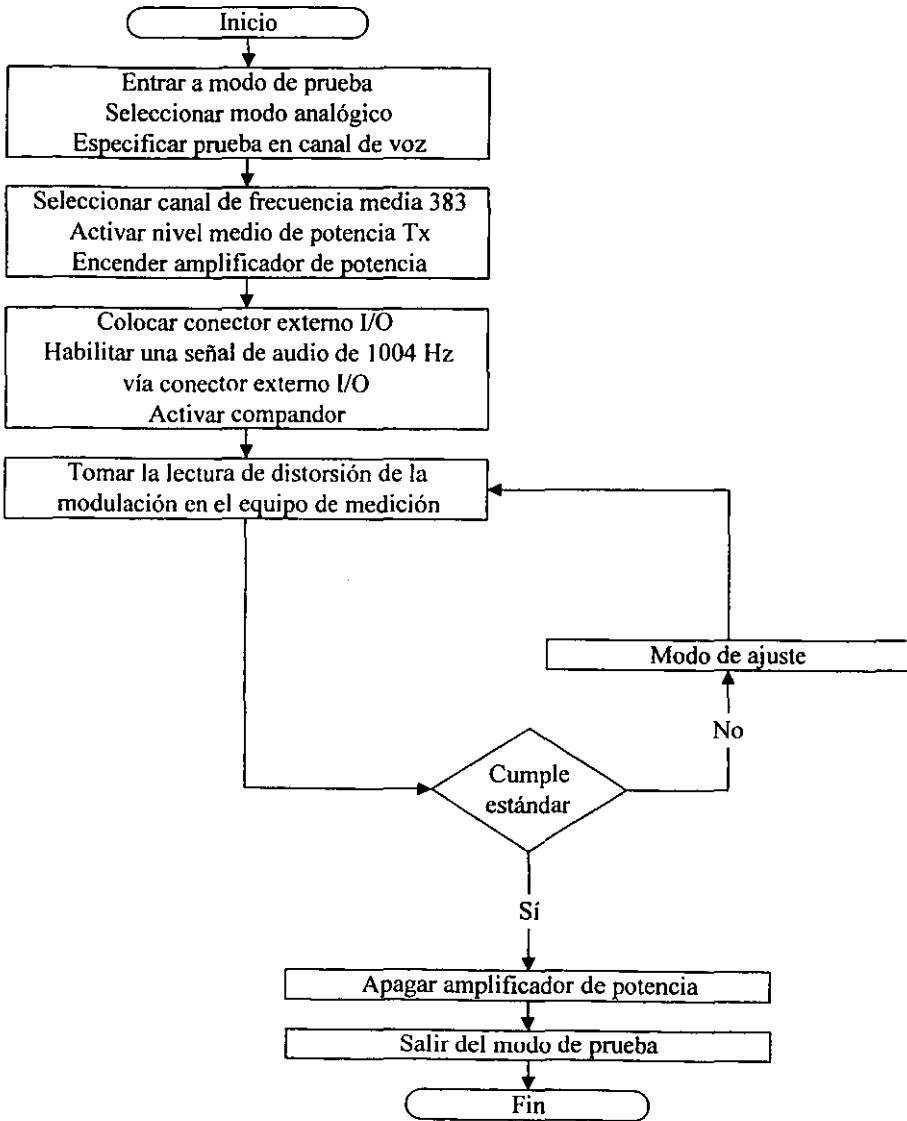 Inicio
Entrar a modo de prueba
Seleccionar modo analógico
Especificar prueba en canal de voz
Seleccionar canal de frecuencia media 383
Activar nivel medio de potencia Tx
Encender amplificador de potencia
Colocar conector externo I/O
Habilitar una señal de audio de 1004 Hz
vía conector externo I/O
Activar compandor
Tomar la lectura de distorsión de la
modulación en el equipo de medición
Modo de ajuste
No
Cumple
estándar
Sí
Apagar amplificador de potencia
Salir del modo de prueba
Fin